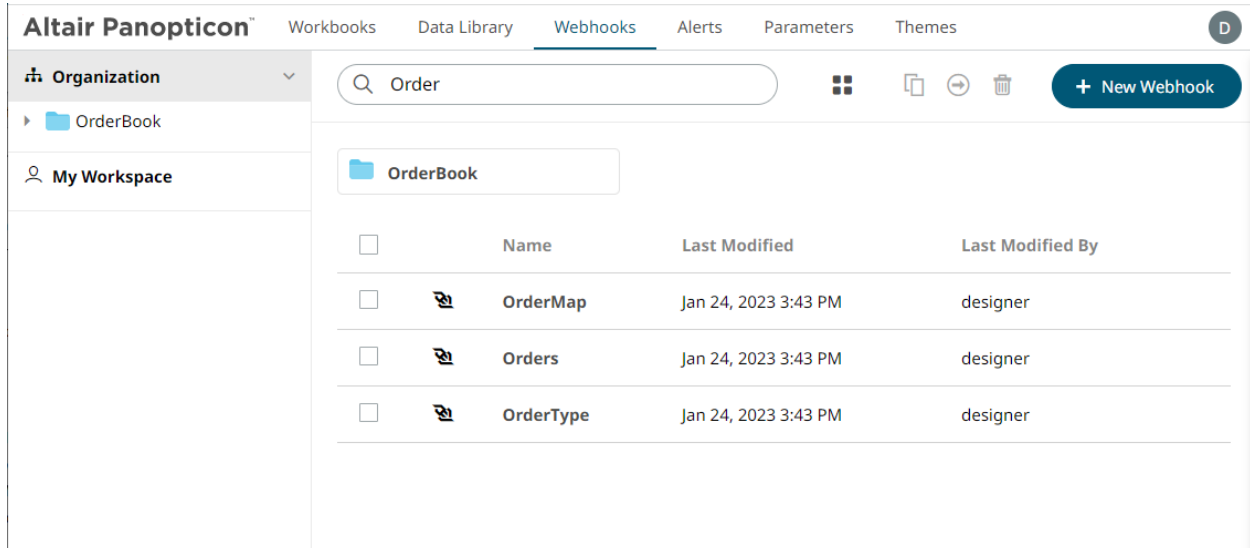 Altair Panopticon™ Workbooks Data Library Webhooks Alerts Parameters Themes D
Organization
OrderBook
My Workspace
Order
+ New Webhook
OrderBook
Name Last Modified Last Modified By
OrderMap Jan 24, 2023 3:43 PM designer
Orders Jan 24, 2023 3:43 PM designer
OrderType Jan 24, 2023 3:43 PM designer